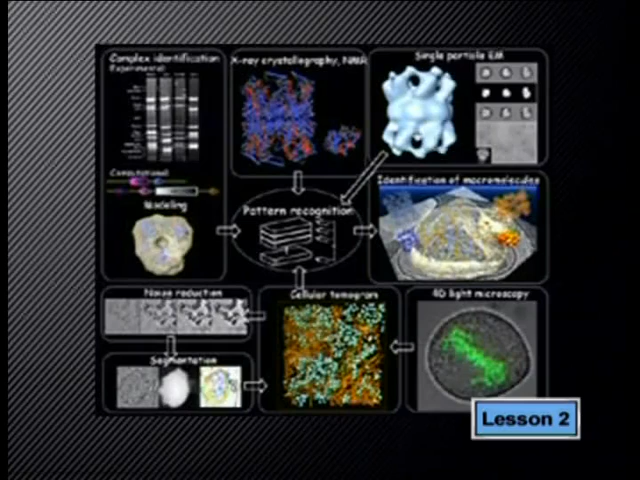 Complex identification
Experimental
X-ray crystallography, NMR
Single particle EM
Computational
Modeling
Pattern recognition
Identification of macromolecules
Noise reduction
Cellular tomogram
4D light microscopy
Segmentation
Lesson 2